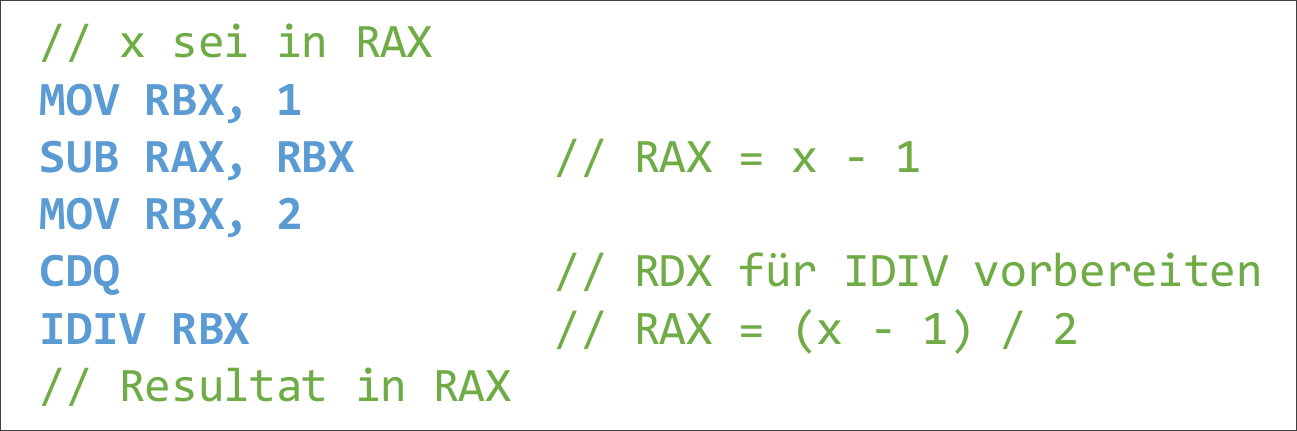 // x sei in RAX
MOV RBX, 1
SUB RAX, RBX // RAX = x - 1
MOV RBX, 2
CDQ // RDX für IDIV vorbereiten
IDIV RBX // RAX = (x - 1) / 2
// Resultat in RAX